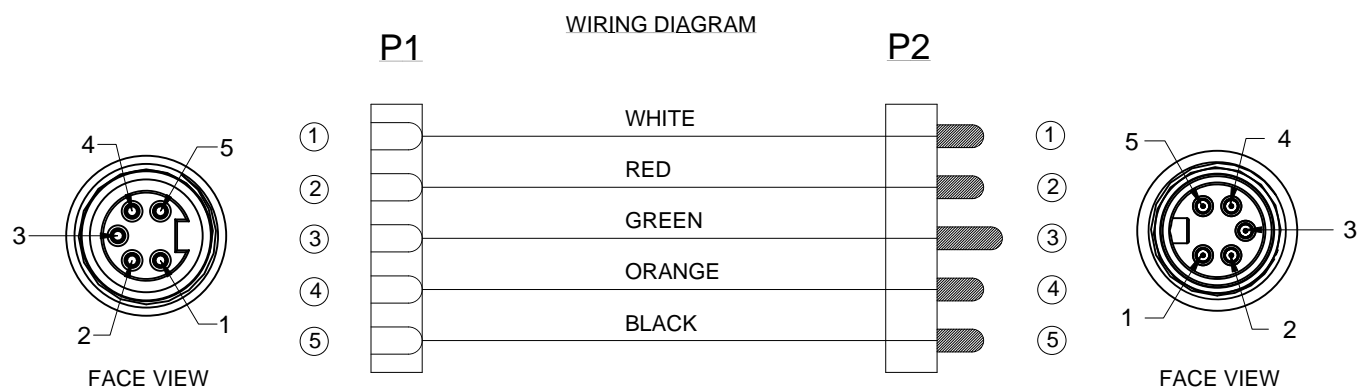 WIRING DIAGRAM
P1
P2
1 WHITE 1
2 RED 2
3 GREEN 3
4 ORANGE 4
5 BLACK 5
4 5
3
2 1
FACE VIEW
5 4
3
1 2
FACE VIEW